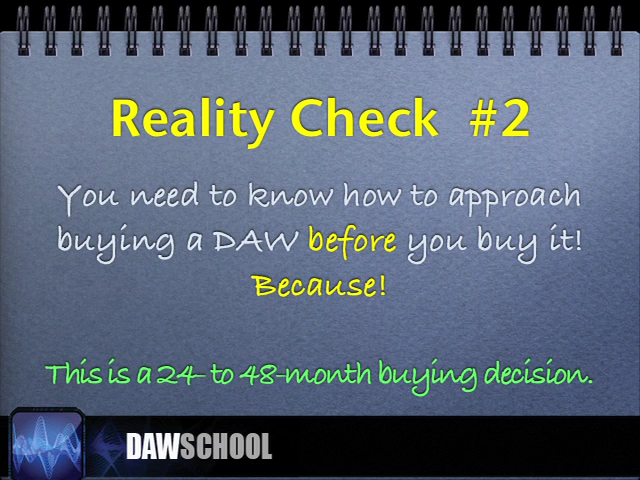 Reality Check #2
You need to know how to approach
buying a DAW before you buy it!
Because!
This is a 24- to 48-month buying decision.
DAWSCHOOL